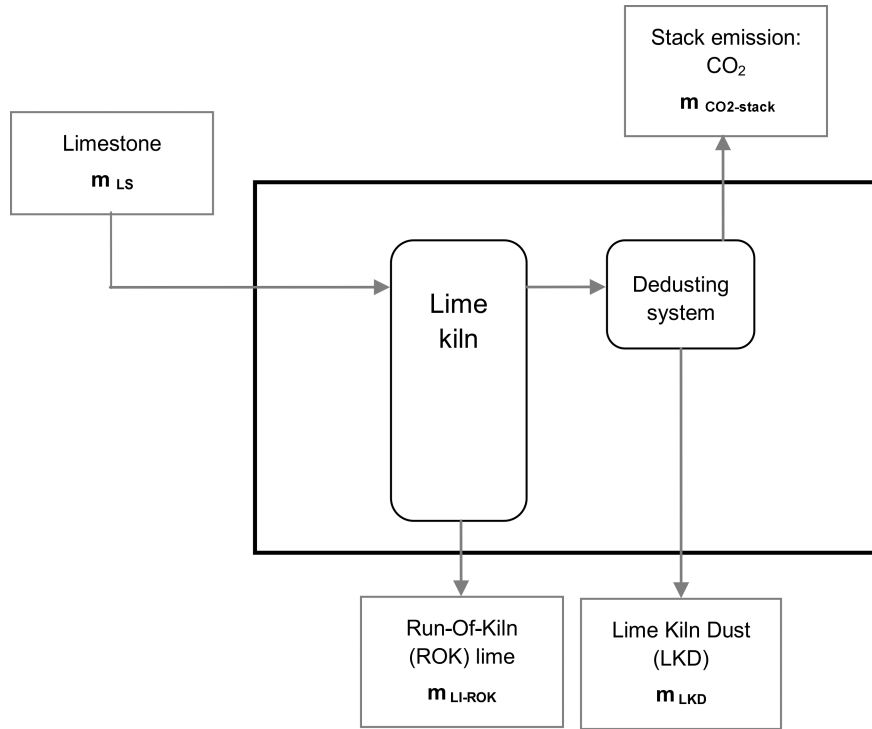 Stack emission:
CO₂
m CO2-stack
Limestone
m LS
Lime
kiln
Dedusting
system
Run-Of-Kiln
(ROK) lime
m LI-ROK
Lime Kiln Dust
(LKD)
m LKD